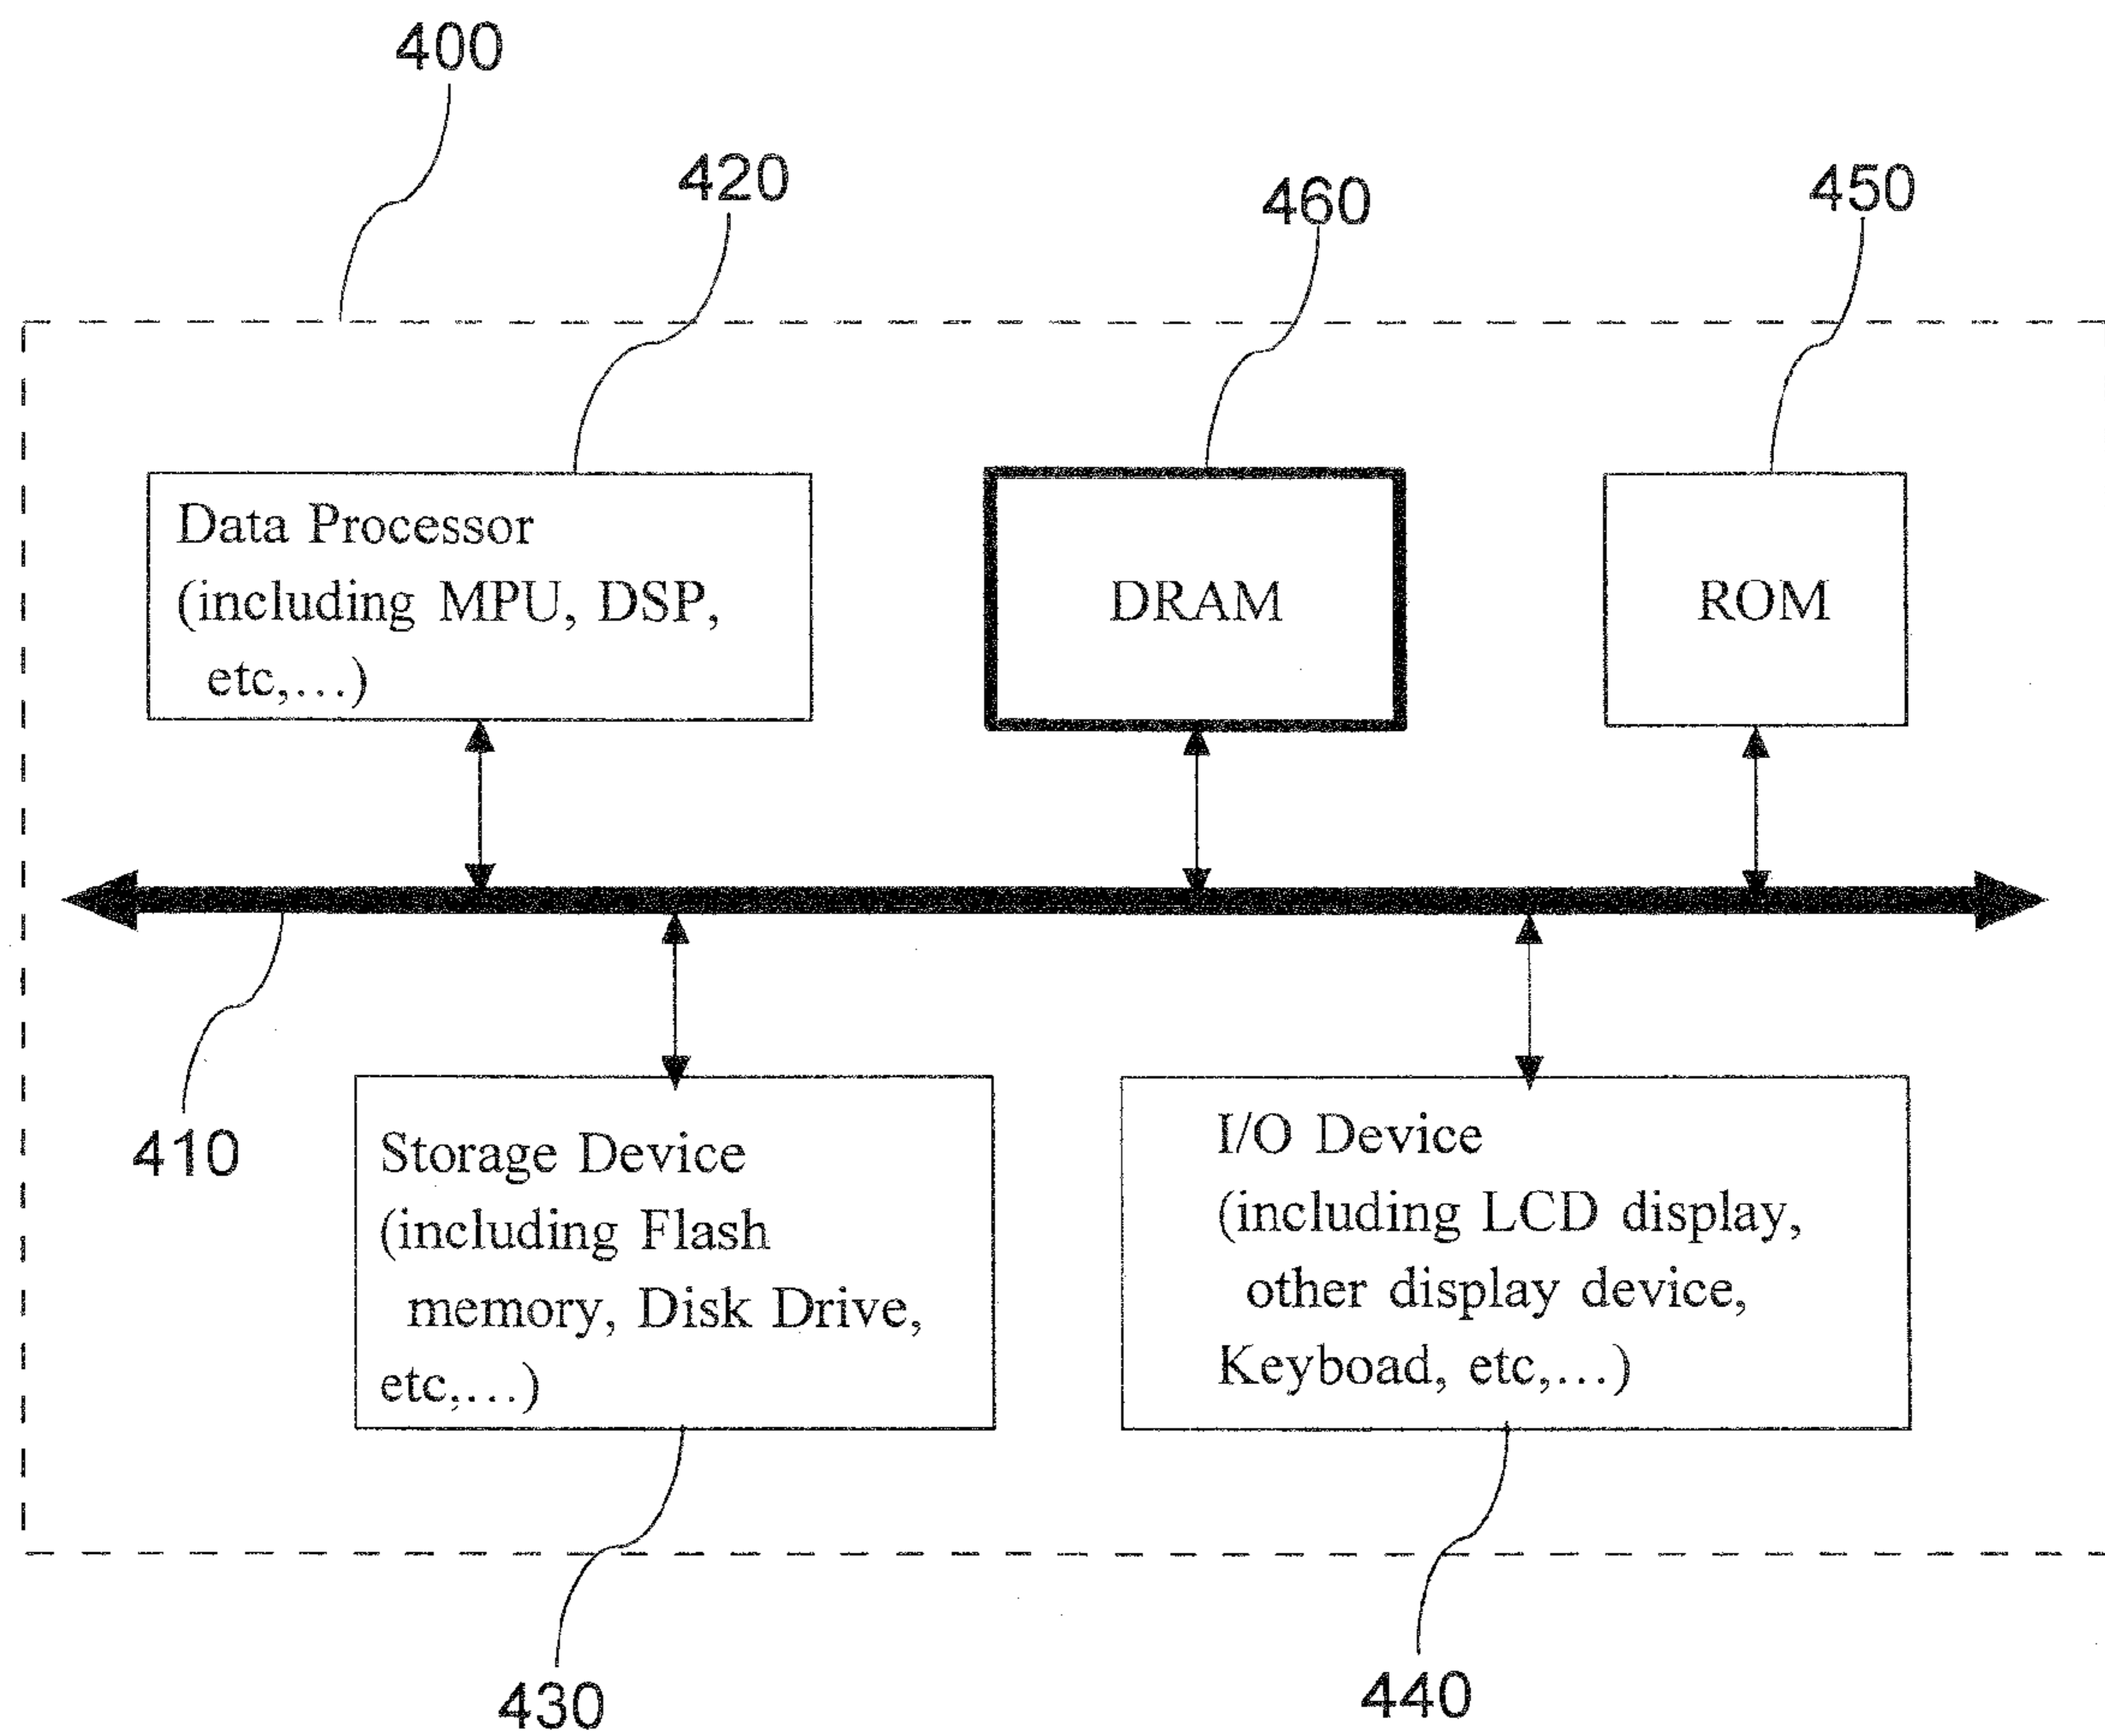 400
420
460
450
Data Processor
(including MPU, DSP,
etc,...)
DRAM
ROM
410
Storage Device
(including Flash
memory, Disk Drive,
etc,...)
I/O Device
(including LCD display,
other display device,
Keyboad, etc,...)
430
440